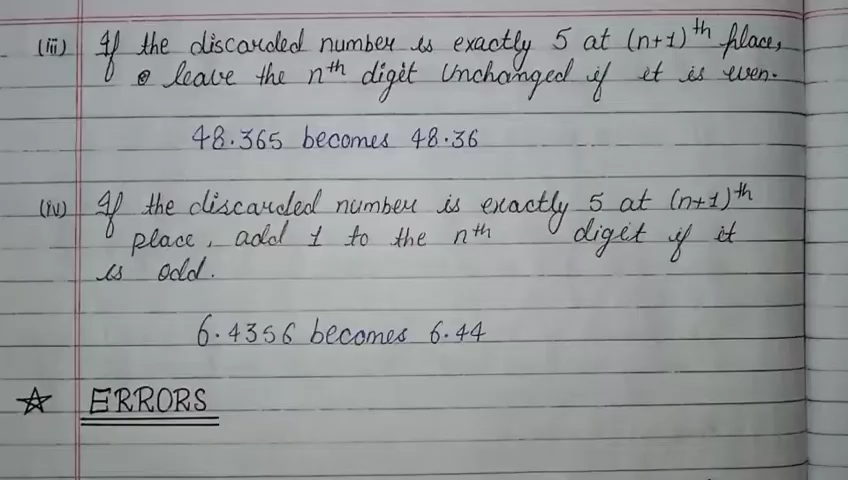 (iii) If the discarded number is exactly 5 at (n+1)th place,
leave the nth digit Unchanged if it is even.
48.365 becomes 48.36
(iv) If the discarded number is exactly 5 at (n+1)th
place, add 1 to the nth digit if it
is odd.
6.4356 becomes 6.44
☆ ERRORS